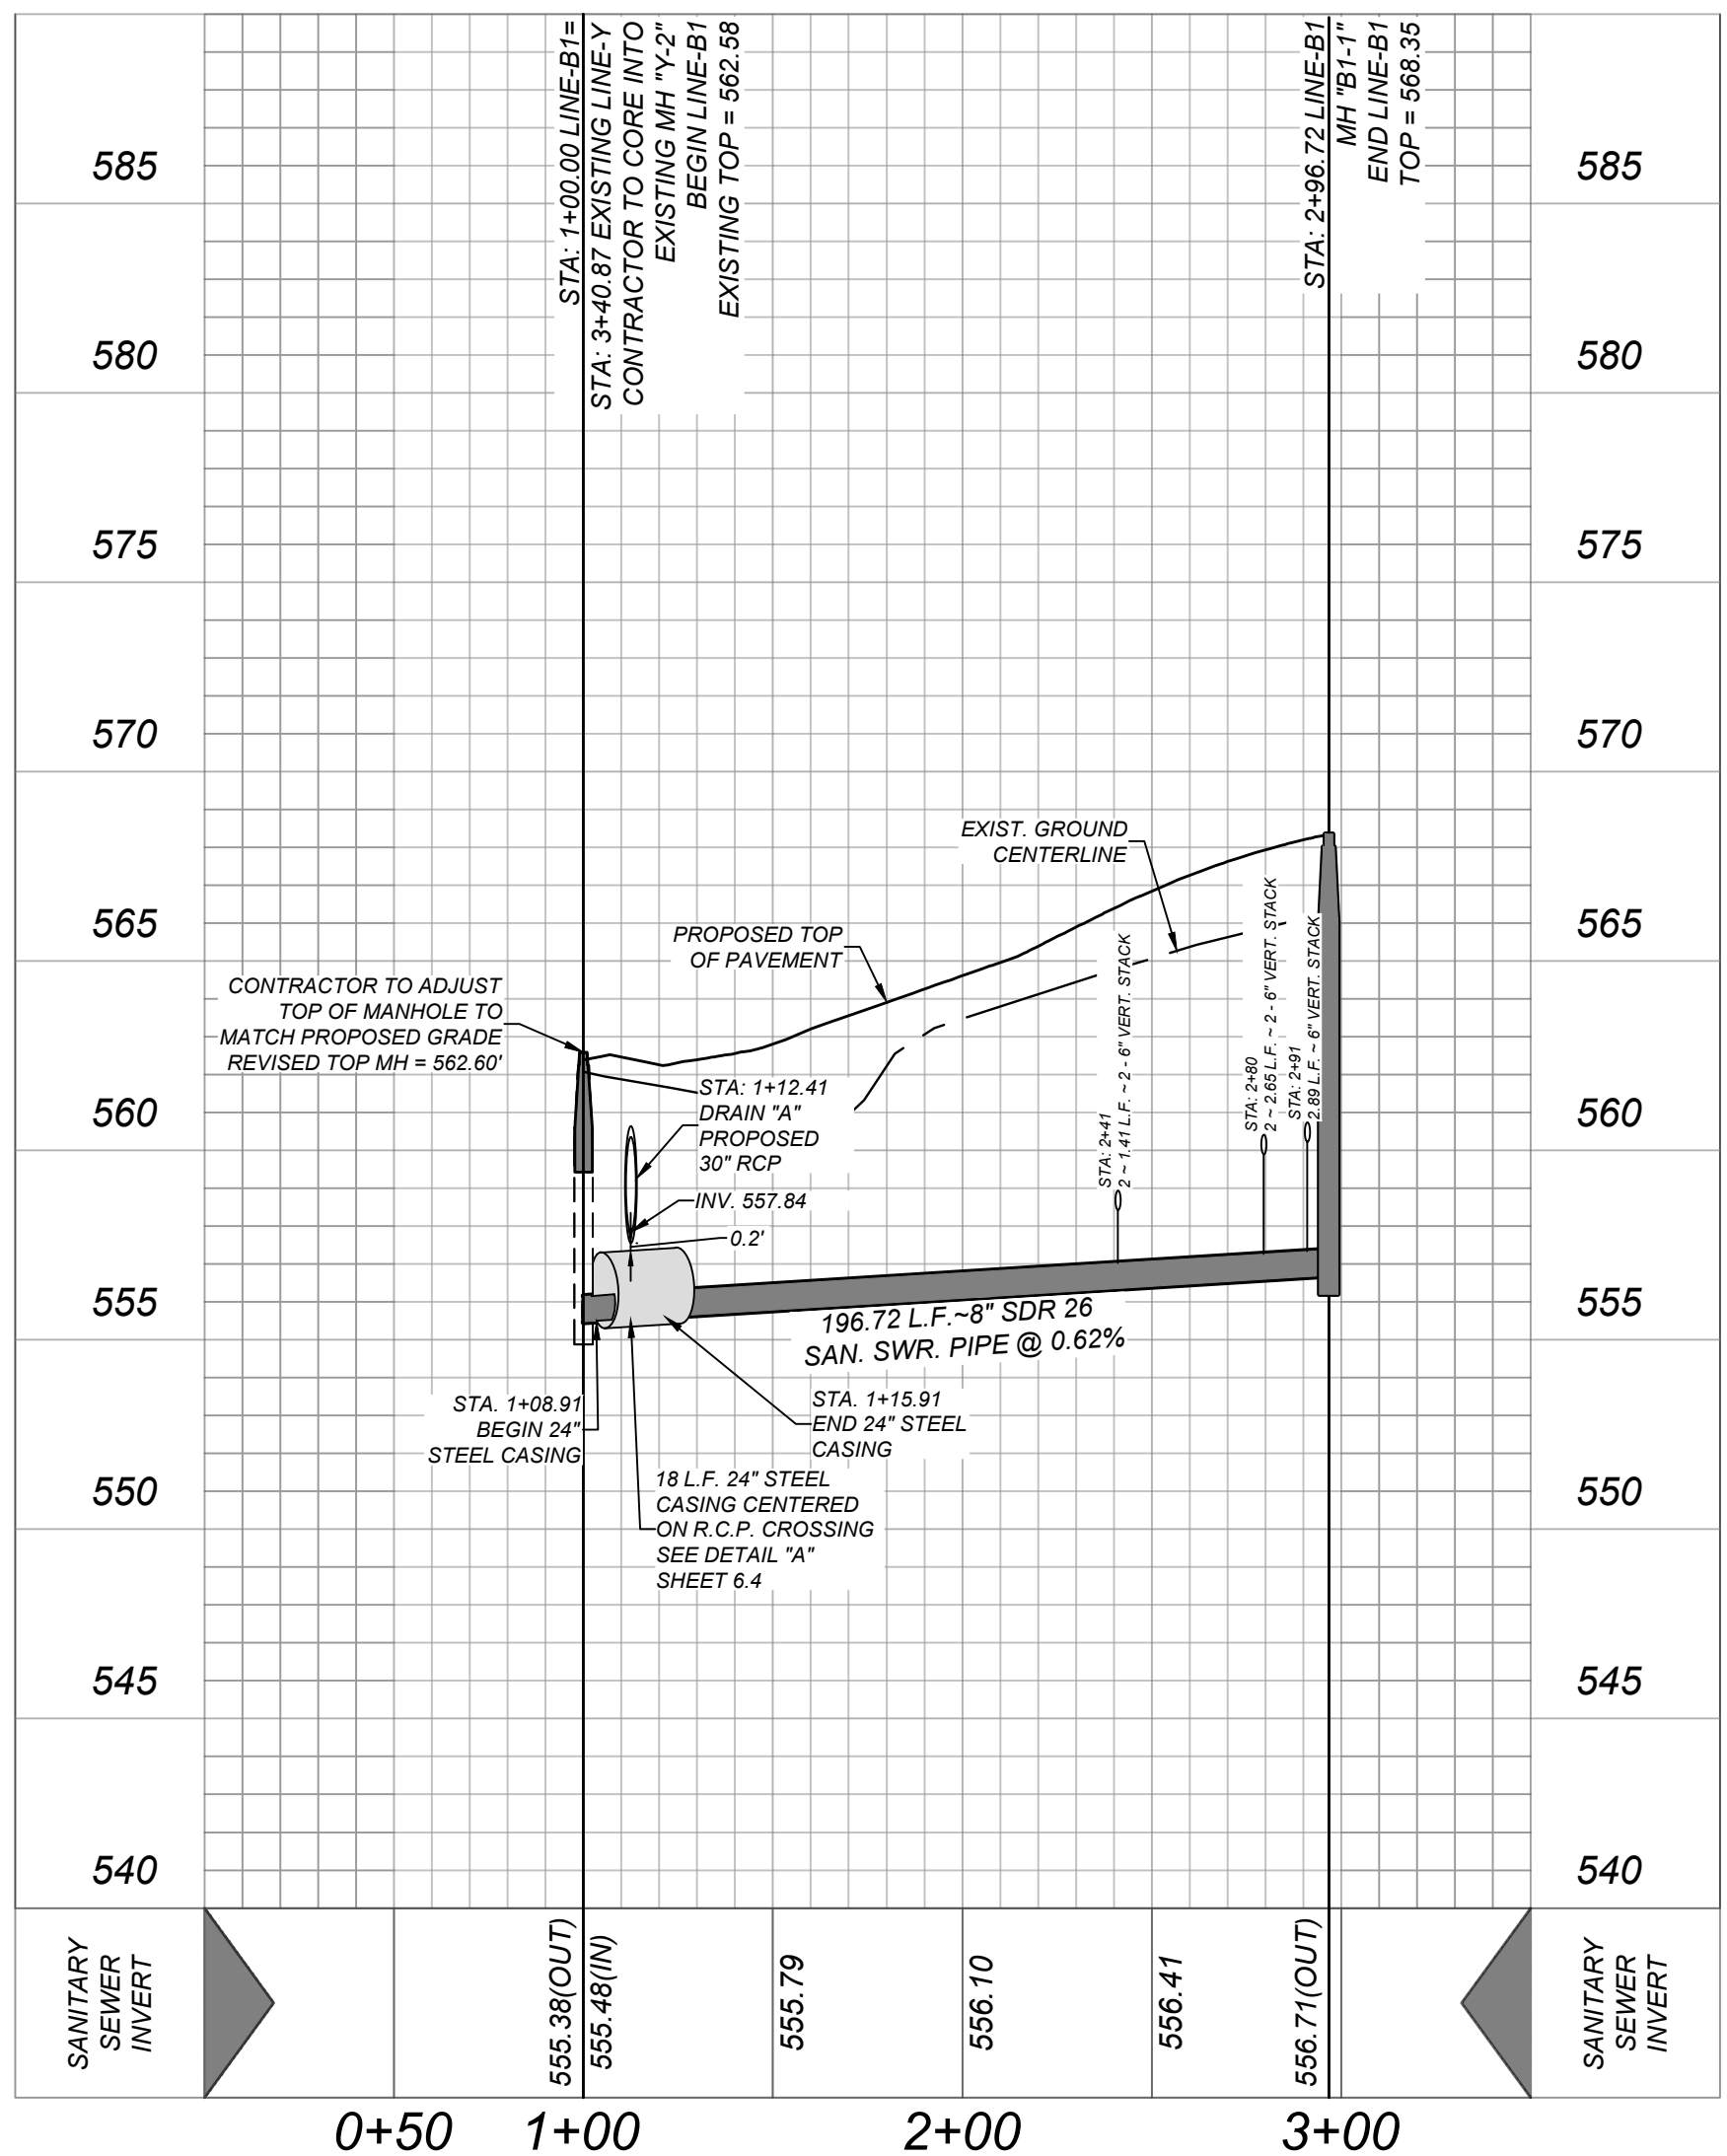 STA: 1+00.00 LINE-B1=
STA: 3+40.87 EXISTING LINE-Y
CONTRACTOR TO CORE INTO
EXISTING MH "Y-2"
BEGIN LINE-B1
EXISTING TOP = 562.58
STA: 2+96.72 LINE-B1
MH "B1-1"
END LINE-B1
TOP = 568.35
585
585
580
580
575
575
570
570
565
565
560
560
555
555
550
550
545
545
540
540
EXIST. GROUND
CENTERLINE
PROPOSED TOP
OF PAVEMENT
CONTRACTOR TO ADJUST
TOP OF MANHOLE TO
MATCH PROPOSED GRADE
REVISED TOP MH = 562.60'
STA: 1+12.41
DRAIN "A"
PROPOSED
30" RCP
INV. 557.84
0.2'
STA: 2+41
2 ~ 1.41 L.F. ~ 2 - 6" VERT. STACK
STA: 2+80
2 ~ 2.65 L.F. ~ 2 - 6" VERT. STACK
STA: 2+91
2.89 L.F. ~ 6" VERT. STACK
196.72 L.F.~8" SDR 26
SAN. SWR. PIPE @ 0.62%
STA. 1+08.91
BEGIN 24"
STEEL CASING
STA. 1+15.91
END 24" STEEL
CASING
18 L.F. 24" STEEL
CASING CENTERED
ON R.C.P. CROSSING
SEE DETAIL "A"
SHEET 6.4
SANITARY
SEWER
INVERT
555.38(OUT)
555.48(IN)
555.79
556.10
556.41
556.71(OUT)
SANITARY
SEWER
INVERT
0+50
1+00
2+00
3+00